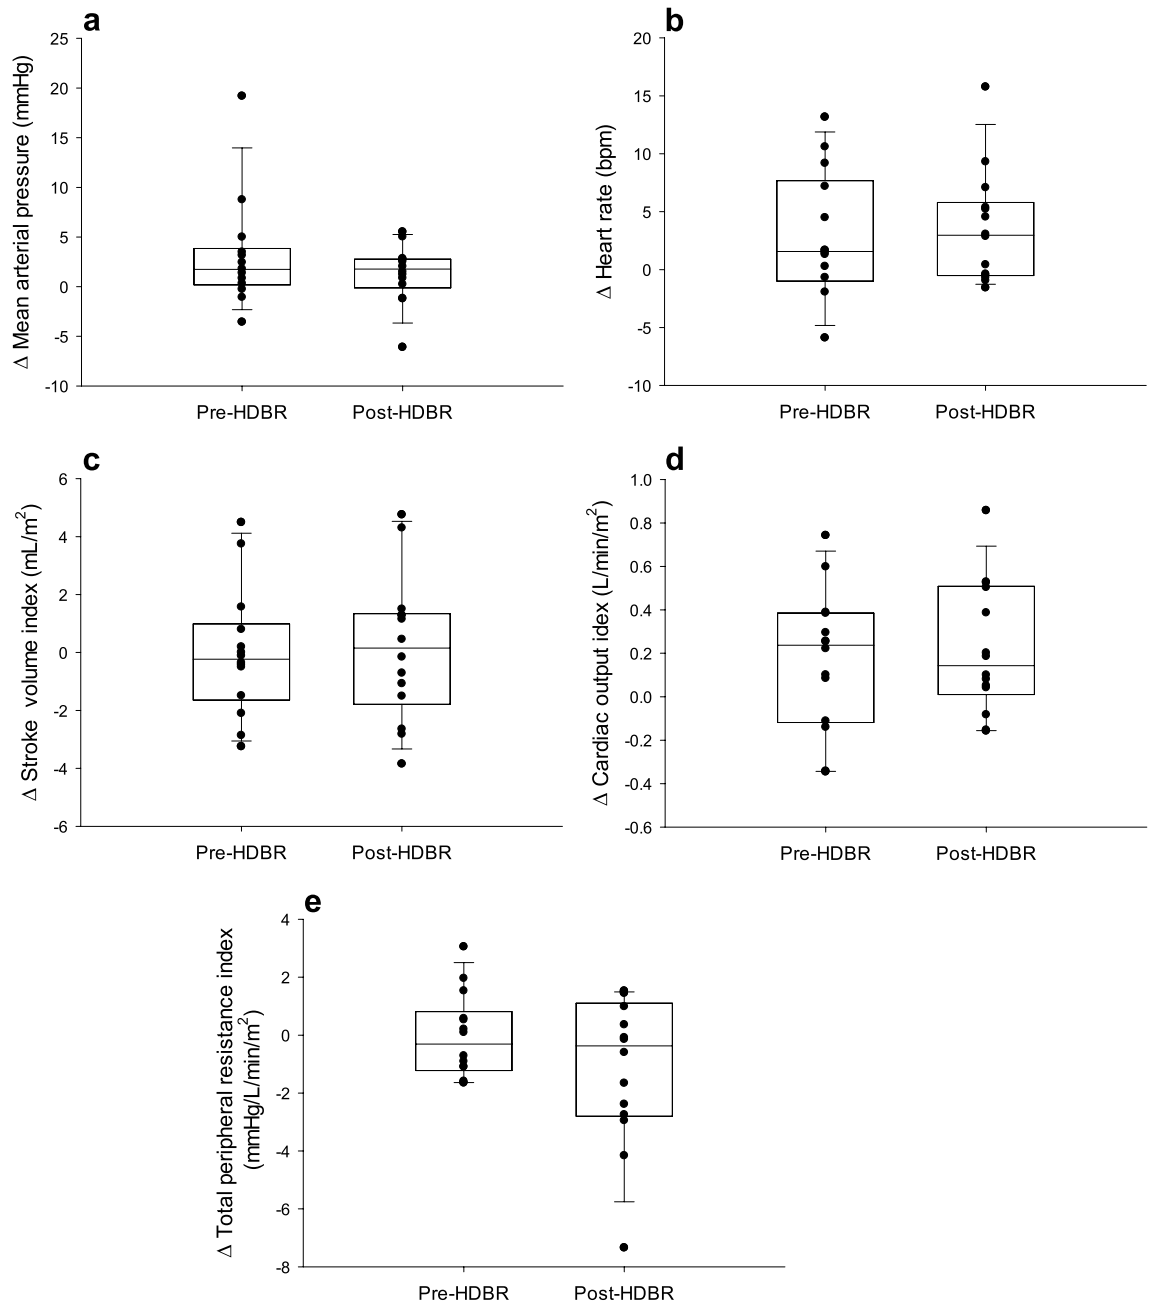 a
Δ Mean arterial pressure (mmHg)
25
20
15
10
5
0
-5
-10
Pre-HDBR Post-HDBR
b
Δ Heart rate (bpm)
20
15
10
5
0
-5
-10
Pre-HDBR Post-HDBR
c
Δ Stroke volume index (mL/m²)
6
4
2
0
-2
-4
-6
Pre-HDBR Post-HDBR
d
Δ Cardiac output idex (L/min/m²)
1.0
0.8
0.6
0.4
0.2
0.0
-0.2
-0.4
-0.6
Pre-HDBR Post-HDBR
e
Δ Total peripheral resistance index
(mmHg/L/min/m²)
4
2
0
-2
-4
-6
-8
Pre-HDBR Post-HDBR